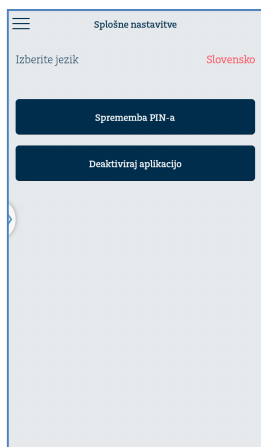 Splošne nastavitve
Izberite jezik Slovensko
Sprememba PIN-a
Deaktiviraj aplikacijo